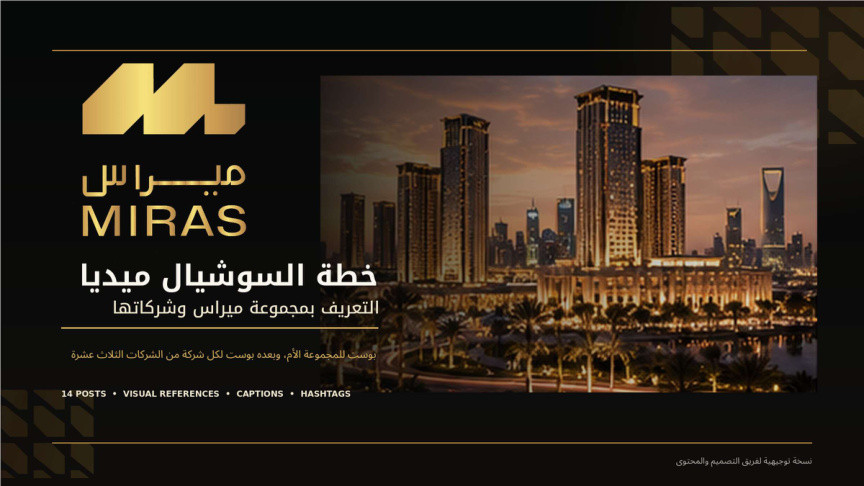 ميراس
MIRAS
خطة السوشيال ميديا
التعريف بمجموعة ميراس وشركاتها
بوست للمجموعة الأم، وبعده بوست لكل شركة من الشركات الثلاث عشرة
14 POSTS • VISUAL REFERENCES • CAPTIONS • HASHTAGS
نسخة توجيهية لفريق التصميم والمحتوى